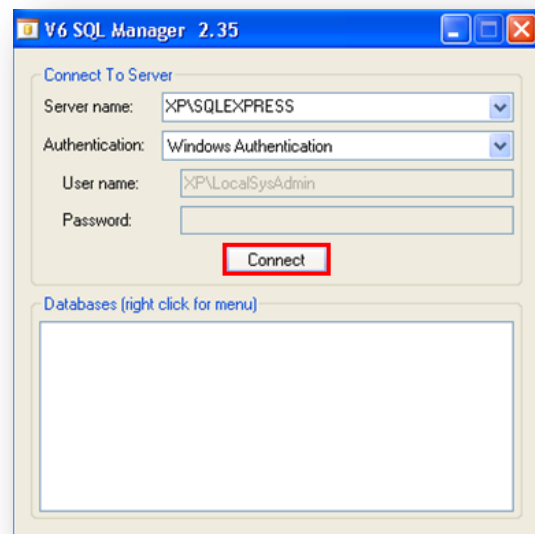 V6 SQL Manager 2.35
Connect To Server
Server name: XP\SQLEXPRESS
Authentication: Windows Authentication
User name: XP\LocalSysAdmin
Password:
Connect
Databases (right click for menu)